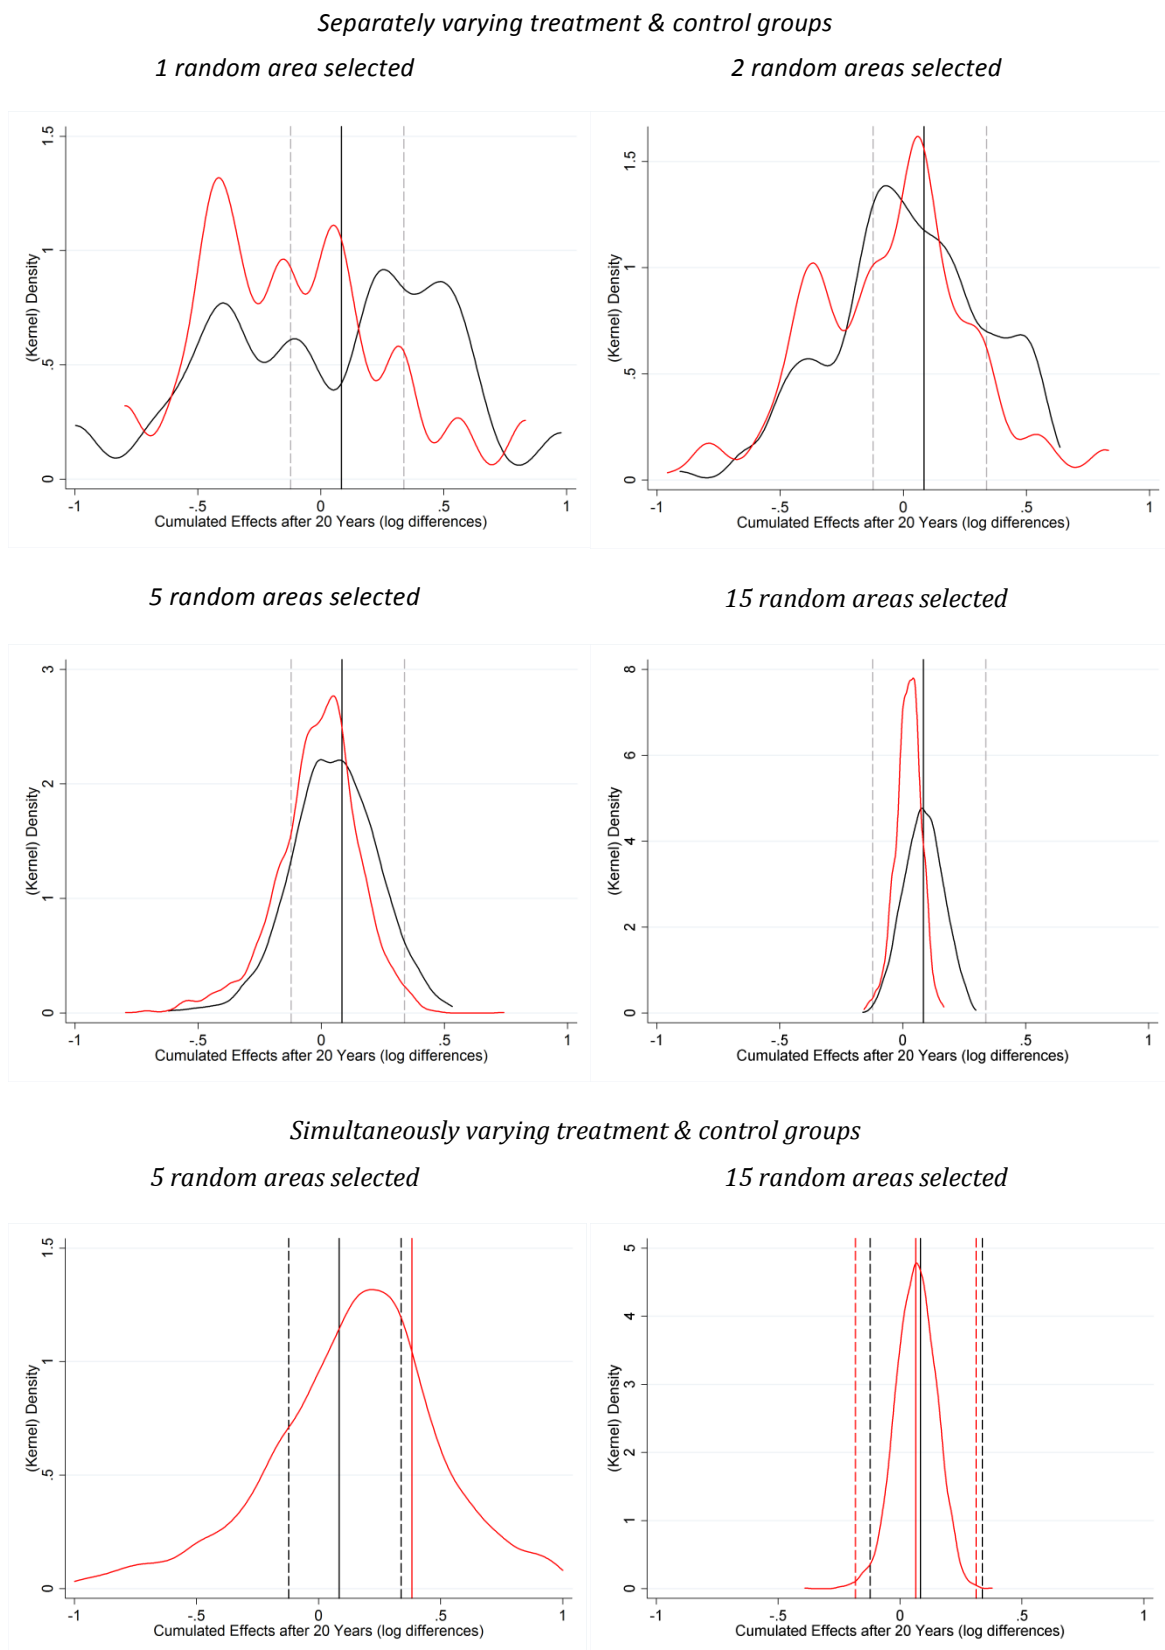 Separately varying treatment & control groups
1 random area selected
2 random areas selected
(Kernel) Density
0
.5
1
1.5
-1
-.5
0
.5
1
Cumulated Effects after 20 Years (log differences)
(Kernel) Density
0
.5
1
1.5
-1
-.5
0
.5
1
Cumulated Effects after 20 Years (log differences)
5 random areas selected
15 random areas selected
(Kernel) Density
0
1
2
3
-1
-.5
0
.5
1
Cumulated Effects after 20 Years (log differences)
(Kernel) Density
0
2
4
6
8
-1
-.5
0
.5
1
Cumulated Effects after 20 Years (log differences)
Simultaneously varying treatment & control groups
5 random areas selected
15 random areas selected
(Kernel) Density
0
.5
1
1.5
-1
-.5
0
.5
1
Cumulated Effects after 20 Years (log differences)
(Kernel) Density
0
1
2
3
4
5
-1
-.5
0
.5
1
Cumulated Effects after 20 Years (log differences)